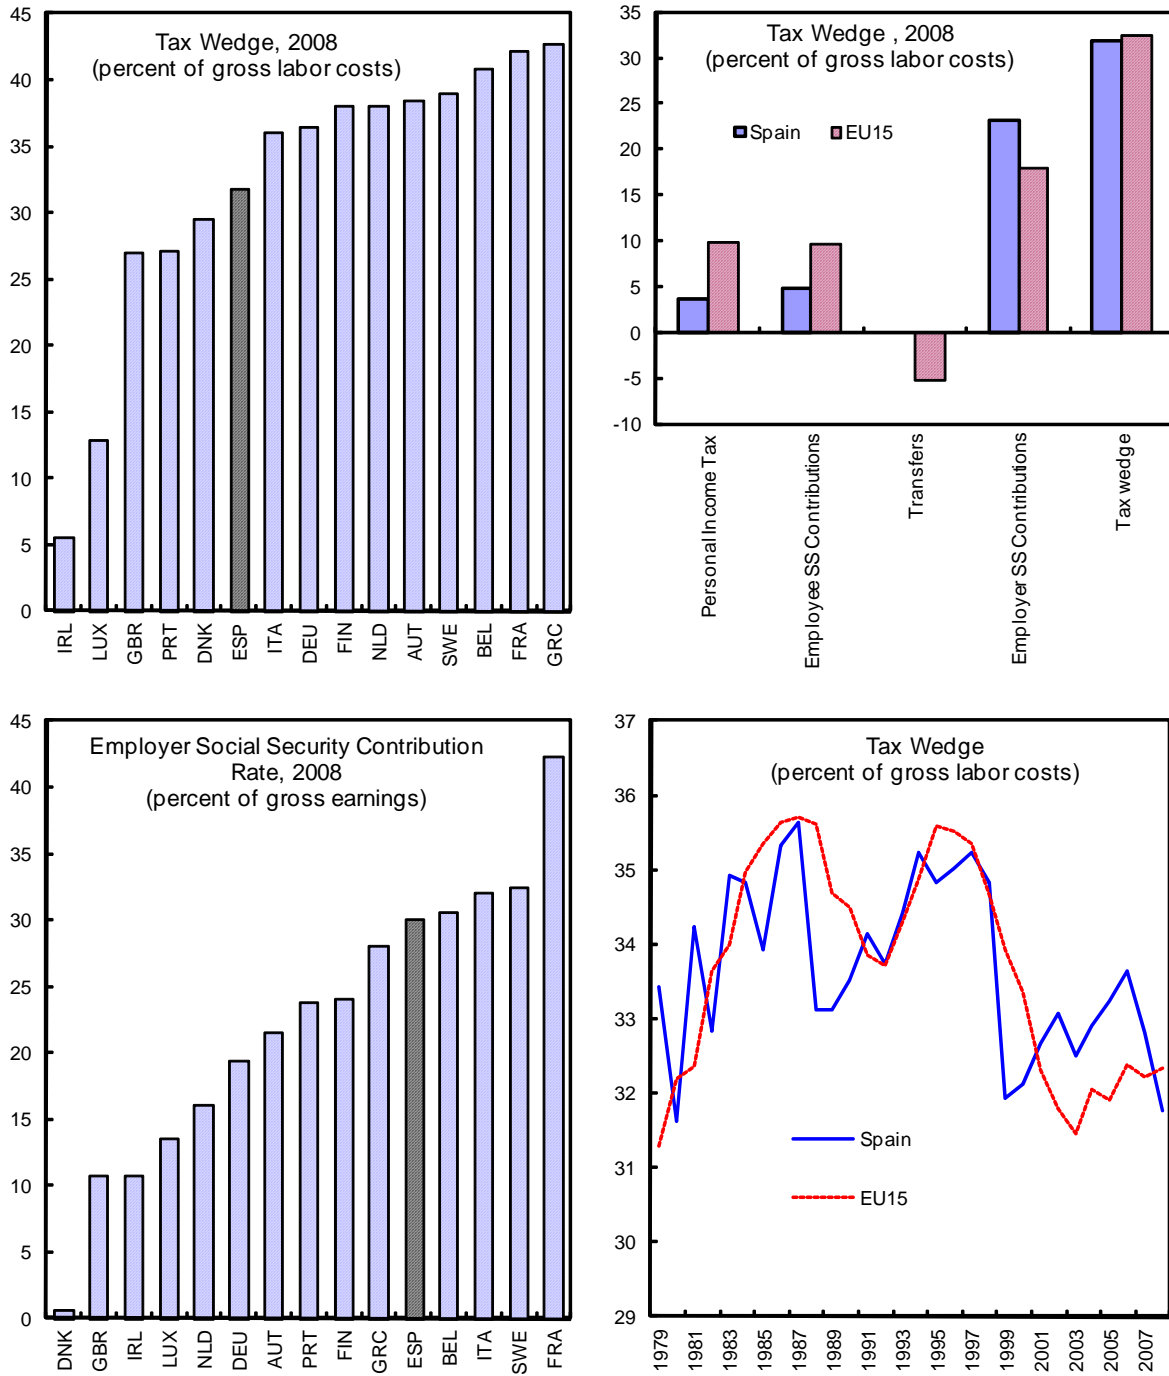 Tax Wedge, 2008
(percent of gross labor costs)
45
40
35
30
25
20
15
10
5
0
IRL
LUX
GBR
PRT
DNK
ESP
ITA
DEU
FIN
NLD
AUT
SWE
BEL
FRA
GRC
Tax Wedge , 2008
(percent of gross labor costs)
Spain
EU15
35
30
25
20
15
10
5
0
-5
-10
Personal Income Tax
Employee SS Contributions
Transfers
Employer SS Contributions
Tax wedge
Employer Social Security Contribution
Rate, 2008
(percent of gross earnings)
45
40
35
30
25
20
15
10
5
0
DNK
GBR
IRL
LUX
NLD
DEU
AUT
PRT
FIN
GRC
ESP
BEL
ITA
SWE
FRA
Tax Wedge
(percent of gross labor costs)
37
36
35
34
33
32
31
30
29
Spain
EU15
1979
1981
1983
1985
1987
1989
1991
1993
1995
1997
1999
2001
2003
2005
2007